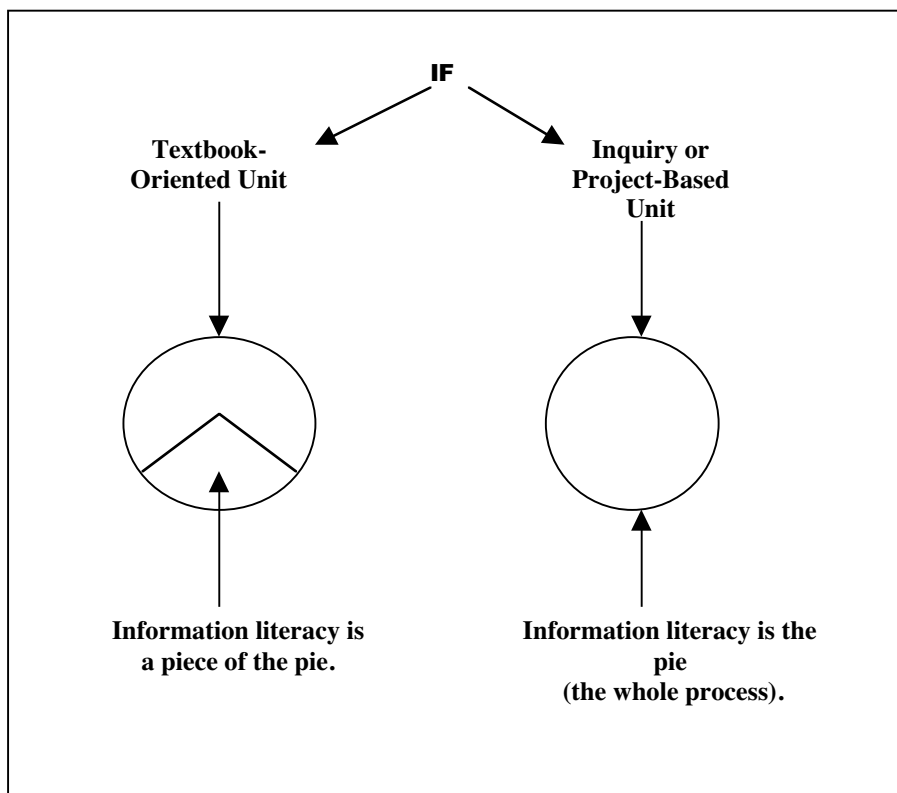 IF
Textbook-
Oriented Unit
Inquiry or
Project-Based
Unit
Information literacy is
a piece of the pie.
Information literacy is the
pie
(the whole process).